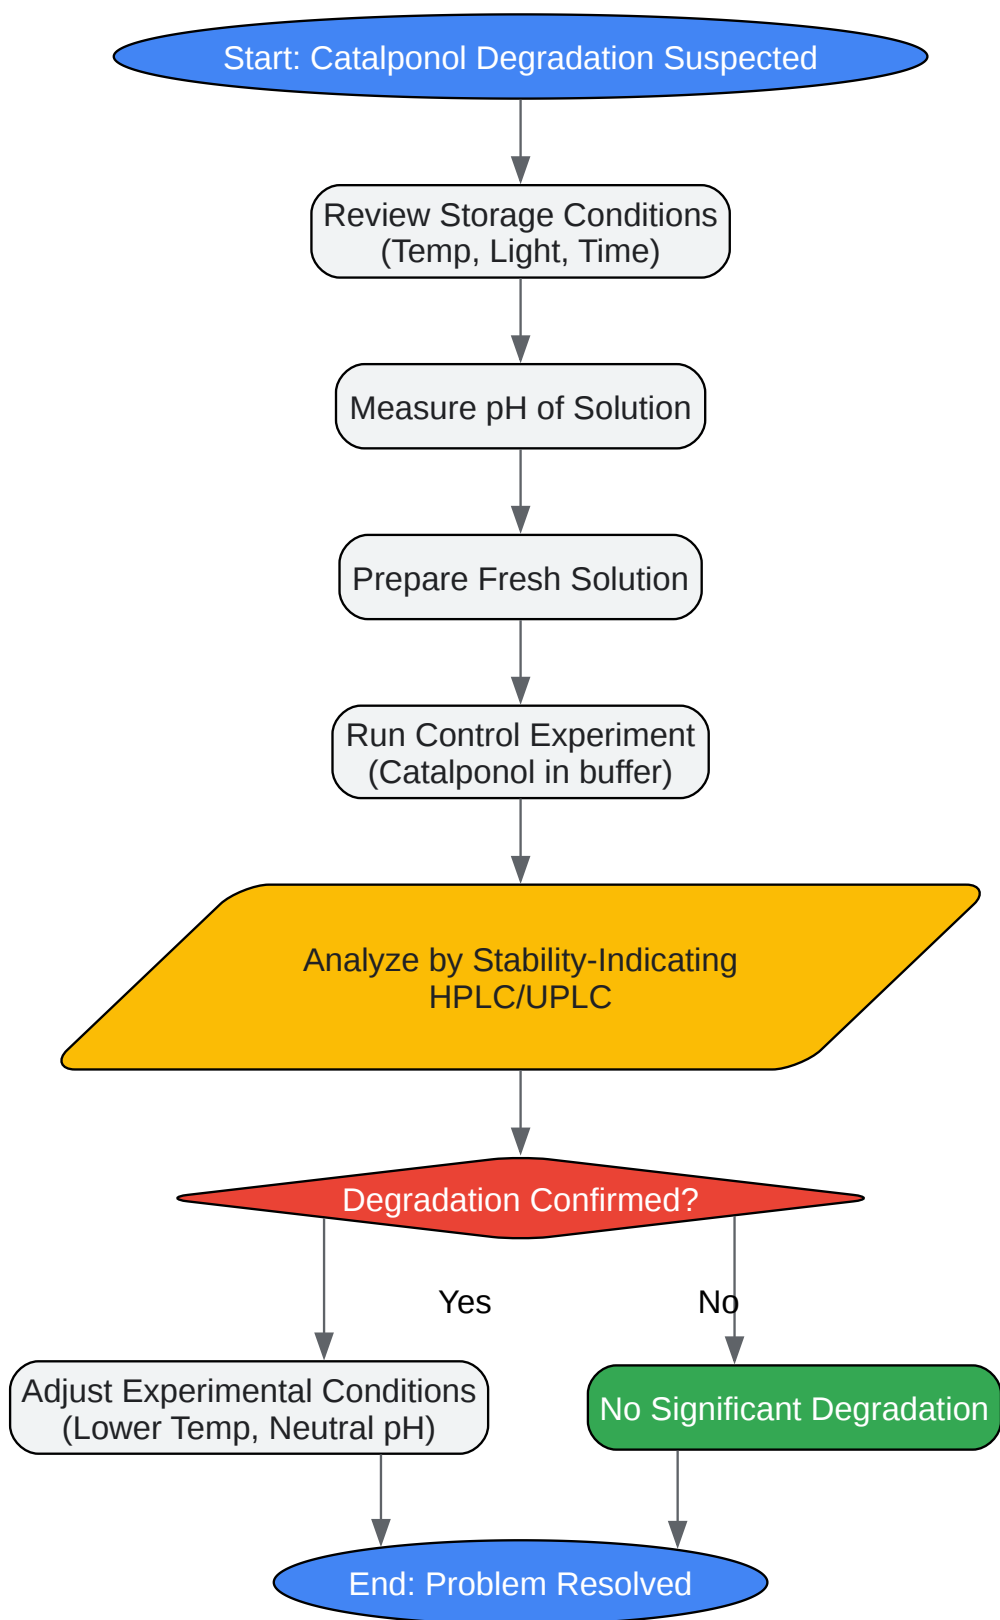 Start: Catalponol Degradation Suspected
Review Storage Conditions
(Temp, Light, Time)
Measure pH of Solution
Prepare Fresh Solution
Run Control Experiment
(Catalponol in buffer)
Analyze by Stability-Indicating
HPLC/UPLC
Degradation Confirmed?
Yes
No
Adjust Experimental Conditions
(Lower Temp, Neutral pH)
No Significant Degradation
End: Problem Resolved